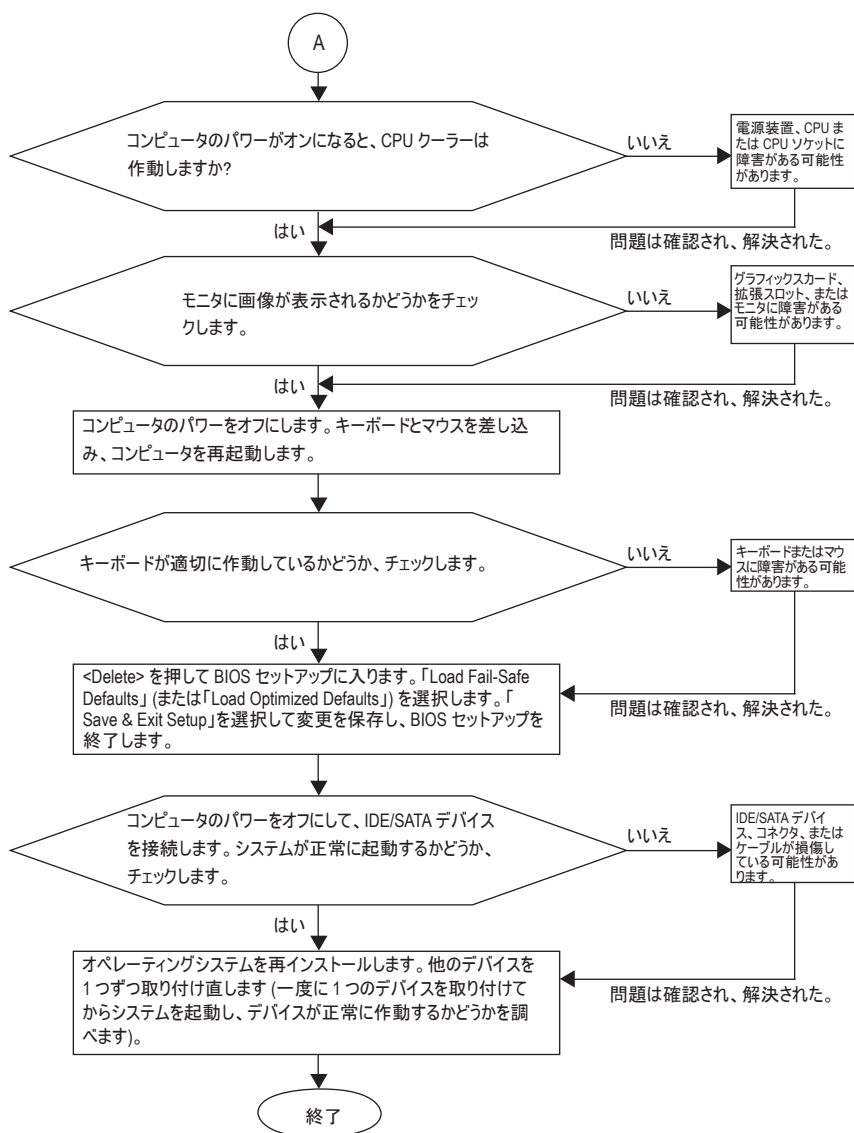 A
コンピュータのパワーがオンになると、CPU クーラーは
作動しますか?
いいえ
電源装置、CPU ま
たは CPU ソケットに
障害がある可能性
があります。
はい
問題は確認され、解決された。
モニタに画像が表示されるかどうかをチェッ
クします。
いいえ
グラフィックスカード、
拡張スロット、または
モニタに障害がある
可能性があります。
はい
問題は確認され、解決された。
コンピュータのパワーをオフにします。キーボードとマウスを差し込
み、コンピュータを再起動します。
キーボードが適切に作動しているかどうか、チェックします。
いいえ
キーボードまたはマウ
スに障害がある可能
性があります。
はい
<Delete> を押して BIOS セットアップに入ります。「Load Fail-Safe
Defaults」 (または「Load Optimized Defaults」) を選択します。「
Save & Exit Setup」を選択して変更を保存し、BIOS セットアップを
終了します。
問題は確認され、解決された。
コンピュータのパワーをオフにして、IDE/SATA デバイス
を接続します。システムが正常に起動するかどうか、
チェックします。
いいえ
IDE/SATA デバイ
ス、コネクタ、または
ケーブルが損傷し
ている可能性があ
ります。
はい
オペレーティングシステムを再インストールします。他のデバイスを
1 つずつ取り付け直します (一度に 1 つのデバイスを取り付けて
からシステムを起動し、デバイスが正常に作動するかどうかを調
べます)。
問題は確認され、解決された。
終了